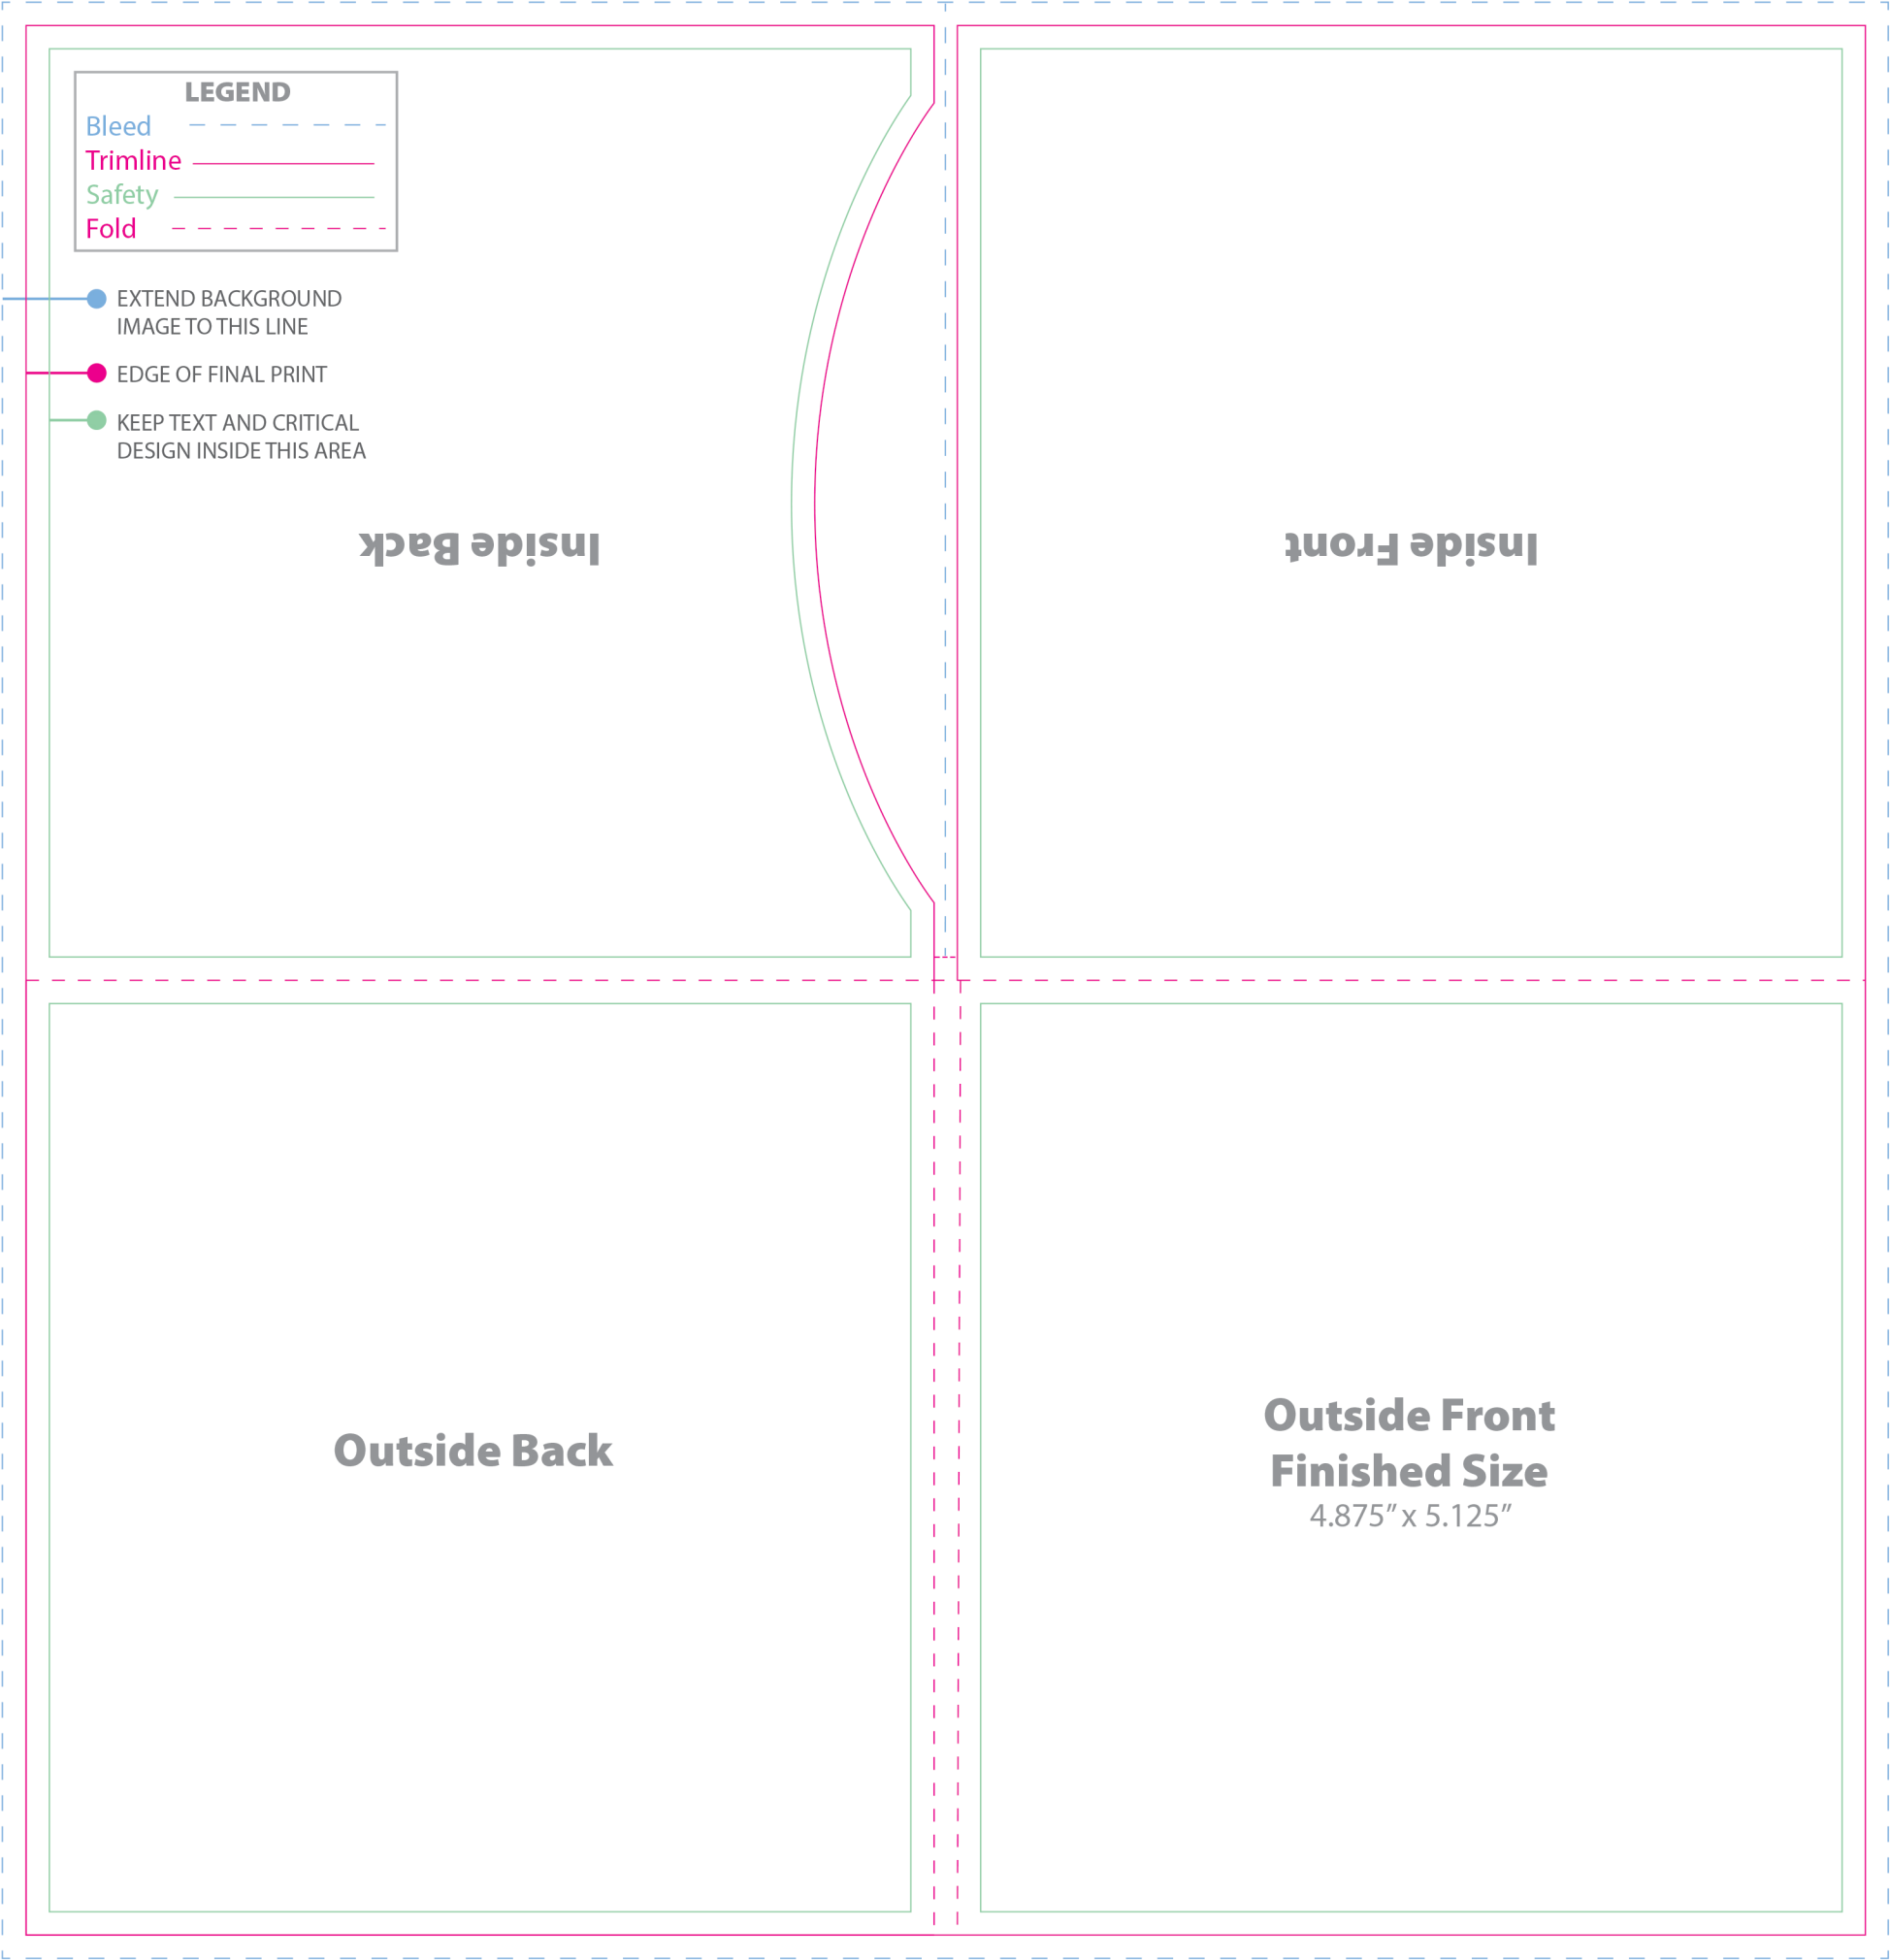 LEGEND
Bleed
Trimline
Safety
Fold
EXTEND BACKGROUND
IMAGE TO THIS LINE
EDGE OF FINAL PRINT
KEEP TEXT AND CRITICAL
DESIGN INSIDE THIS AREA
Inside Back
Inside Front
Outside Back
Outside Front
Finished Size
4.875” x 5.125”